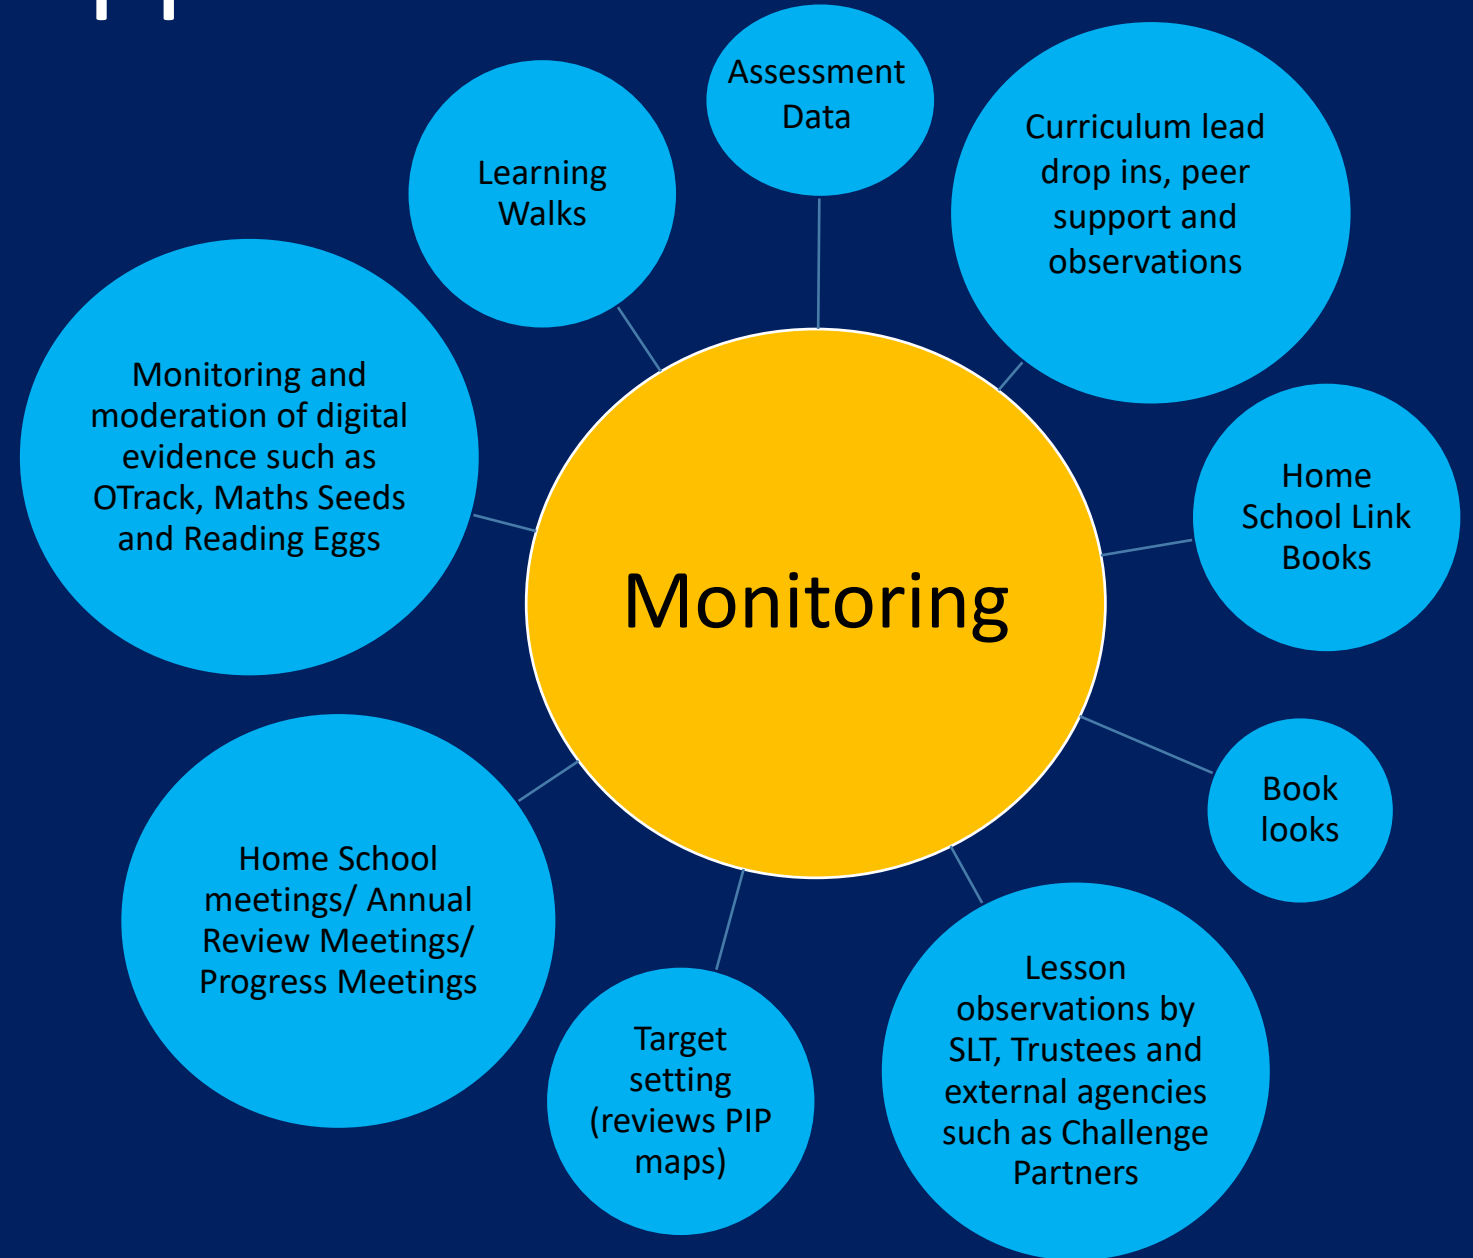 Assessment
Data
Curriculum lead
drop ins, peer
support and
observations
Learning
Walks
Monitoring and
moderation of digital
evidence such as
OTrack, Maths Seeds
and Reading Eggs
Home
School Link
Books
Monitoring
Book
looks
Home School
meetings/ Annual
Review Meetings/
Progress Meetings
Lesson
observations by
SLT, Trustees and
external agencies
such as Challenge
Partners
Target
setting
(reviews PIP
maps)